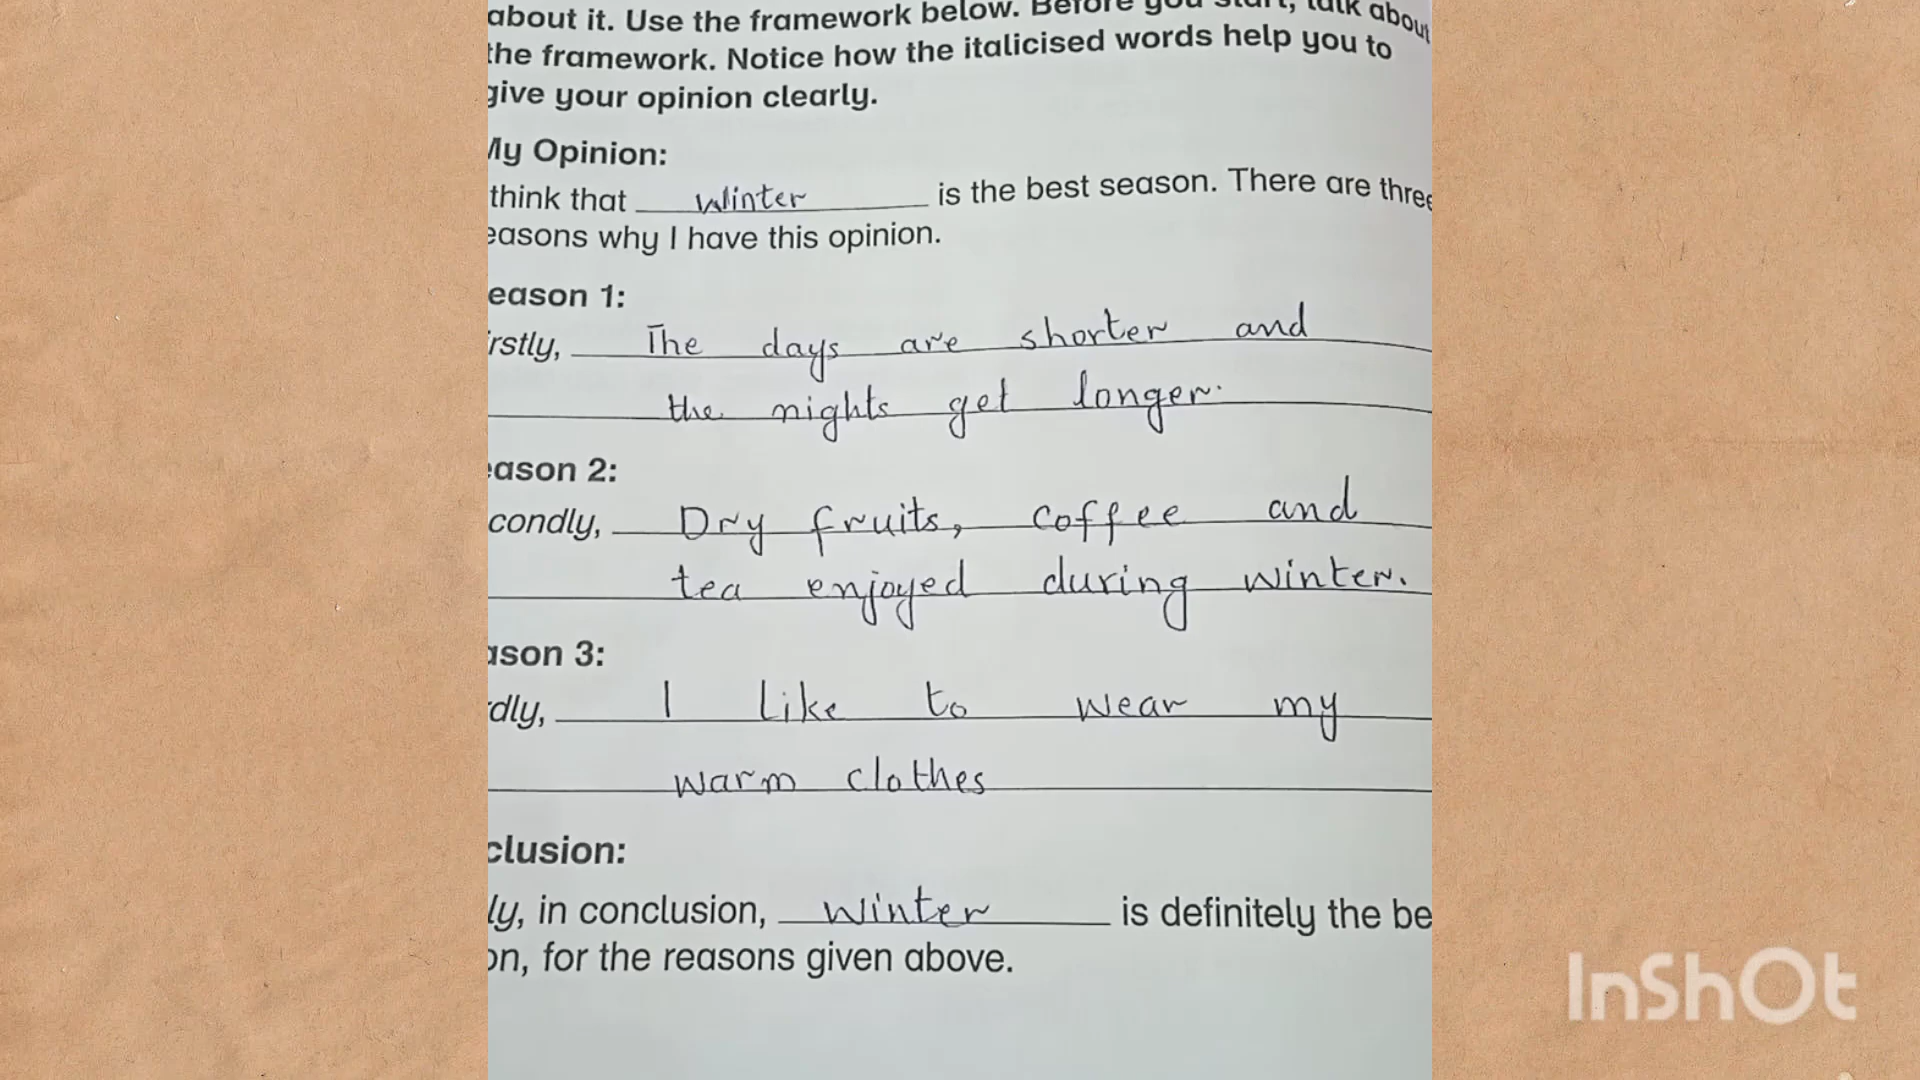 about it. Use the framework below. Before you start, talk about
the framework. Notice how the italicised words help you to
give your opinion clearly.
My Opinion:
think that Winter is the best season. There are three
easons why I have this opinion.
eason 1:
irstly, The days are shorter and
the nights get longer.
eason 2:
condly, Dry fruits, coffee and
tea enjoyed during winter.
ason 3:
dly, I like to wear my
warm clothes
clusion:
ly, in conclusion, Winter is definitely the be
on, for the reasons given above.
InShOt